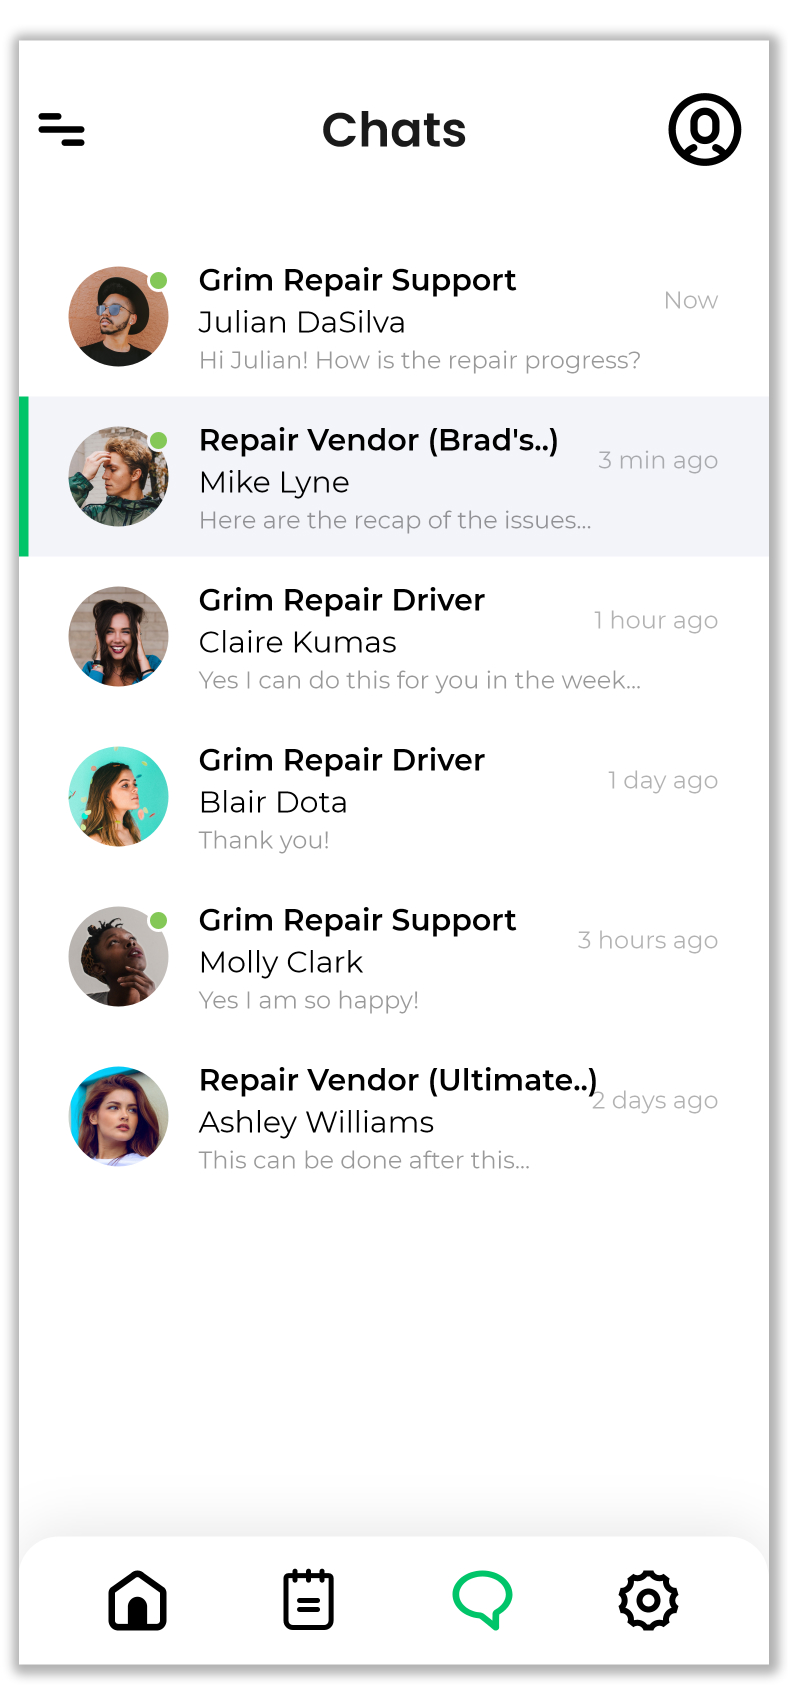 Chats
Grim Repair Support
Now
Julian DaSilva
Hi Julian! How is the repair progress?
Repair Vendor (Brad's..)
3 min ago
Mike Lyne
Here are the recap of the issues...
Grim Repair Driver
1 hour ago
Claire Kumas
Yes I can do this for you in the week...
Grim Repair Driver
1 day ago
Blair Dota
Thank you!
Grim Repair Support
3 hours ago
Molly Clark
Yes I am so happy!
Repair Vendor (Ultimate..)
2 days ago
Ashley Williams
This can be done after this...